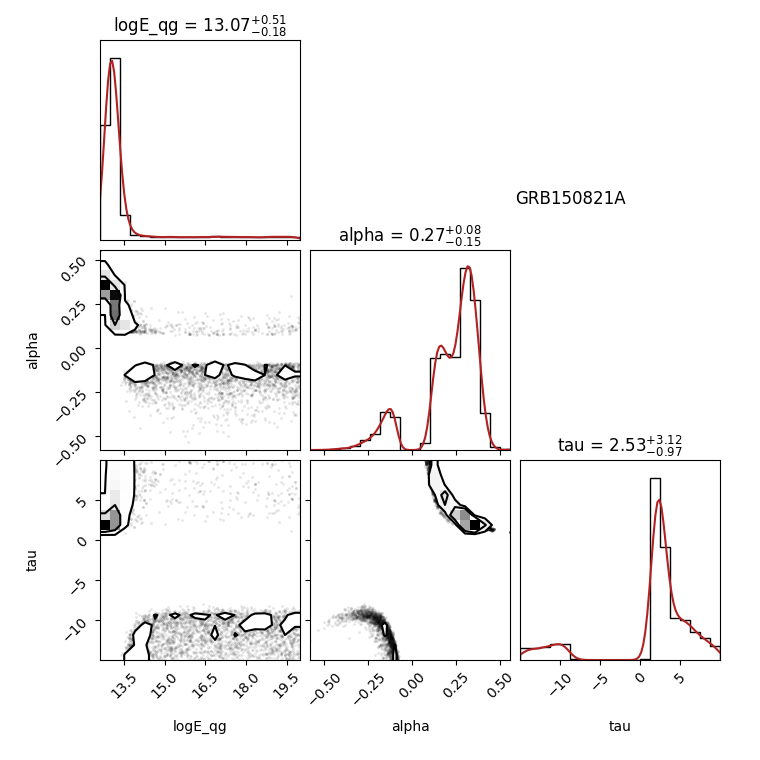 logE_qg = 13.07+0.51 −0.18
GRB150821A
alpha = 0.27+0.08 −0.15
0.50
0.25
0.00
−0.25
−0.50
alpha
tau = 2.53+3.12 −0.97
5
0
−5
−10
tau
13.5 15.0 16.5 18.0 19.5 −0.50 −0.25 0.00 0.25 0.50 −10 −5 0 5
logE_qg alpha tau